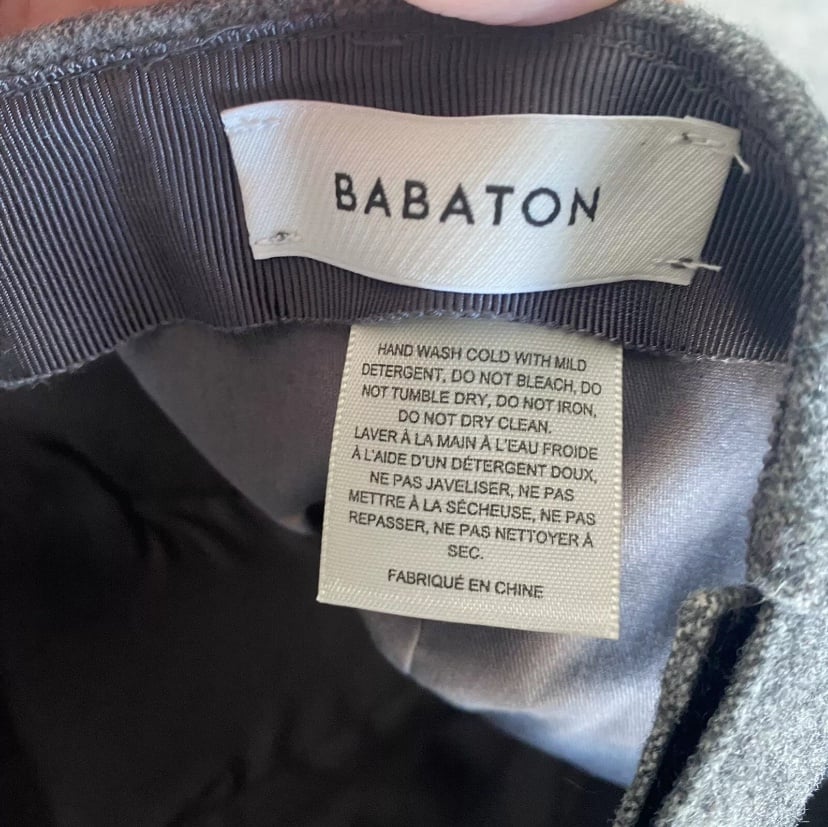 BABATON
HAND WASH COLD WITH MILD
DETERGENT, DO NOT BLEACH, DO
NOT TUMBLE DRY, DO NOT IRON,
DO NOT DRY CLEAN.
LAVER À LA MAIN À L'EAU FROIDE
À L'AIDE D'UN DÉTERGENT DOUX,
NE PAS JAVELISER, NE PAS
METTRE À LA SÉCHEUSE, NE PAS
REPASSER, NE PAS NETTOYER À
SEC.
FABRIQUÉ EN CHINE